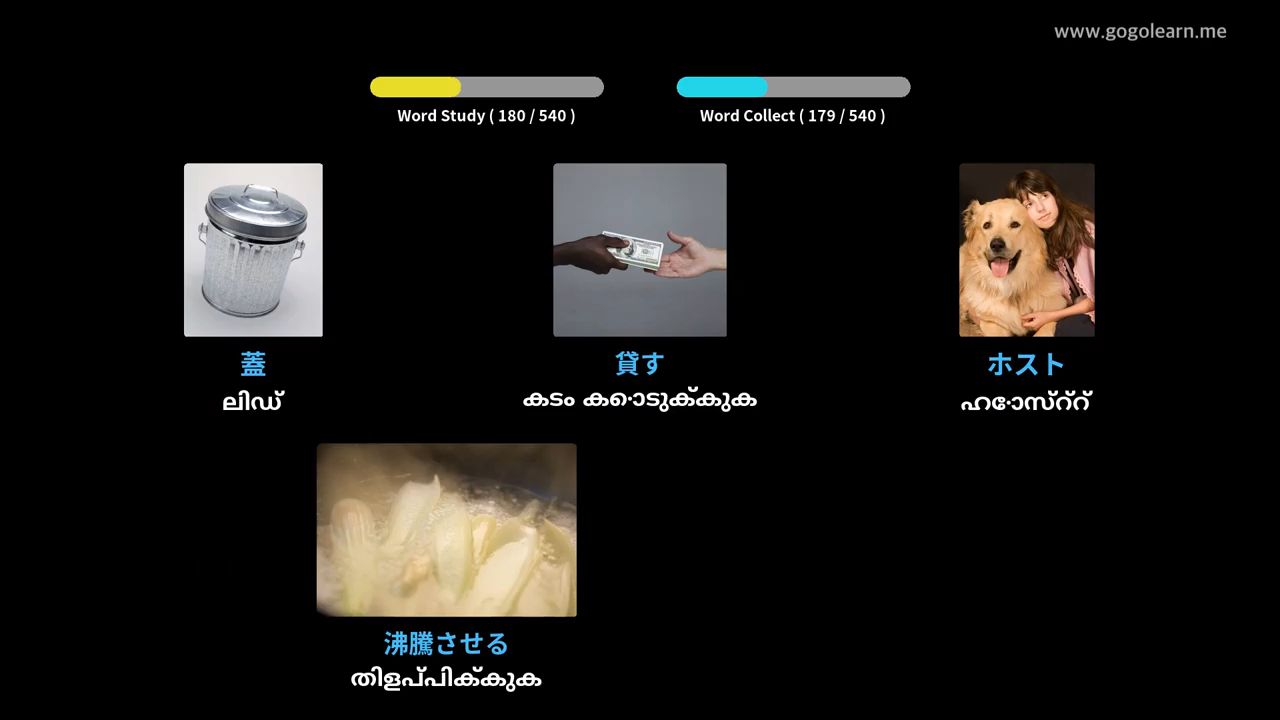 www.gogolearn.me
Word Study ( 180 / 540 )
Word Collect ( 179 / 540 )
蓋
ലിഡ്
貸す
കടം കൊടുക്കുക
ホスト
ഹോസ്റ്റ്
沸騰させる
തിളപ്പിക്കുക